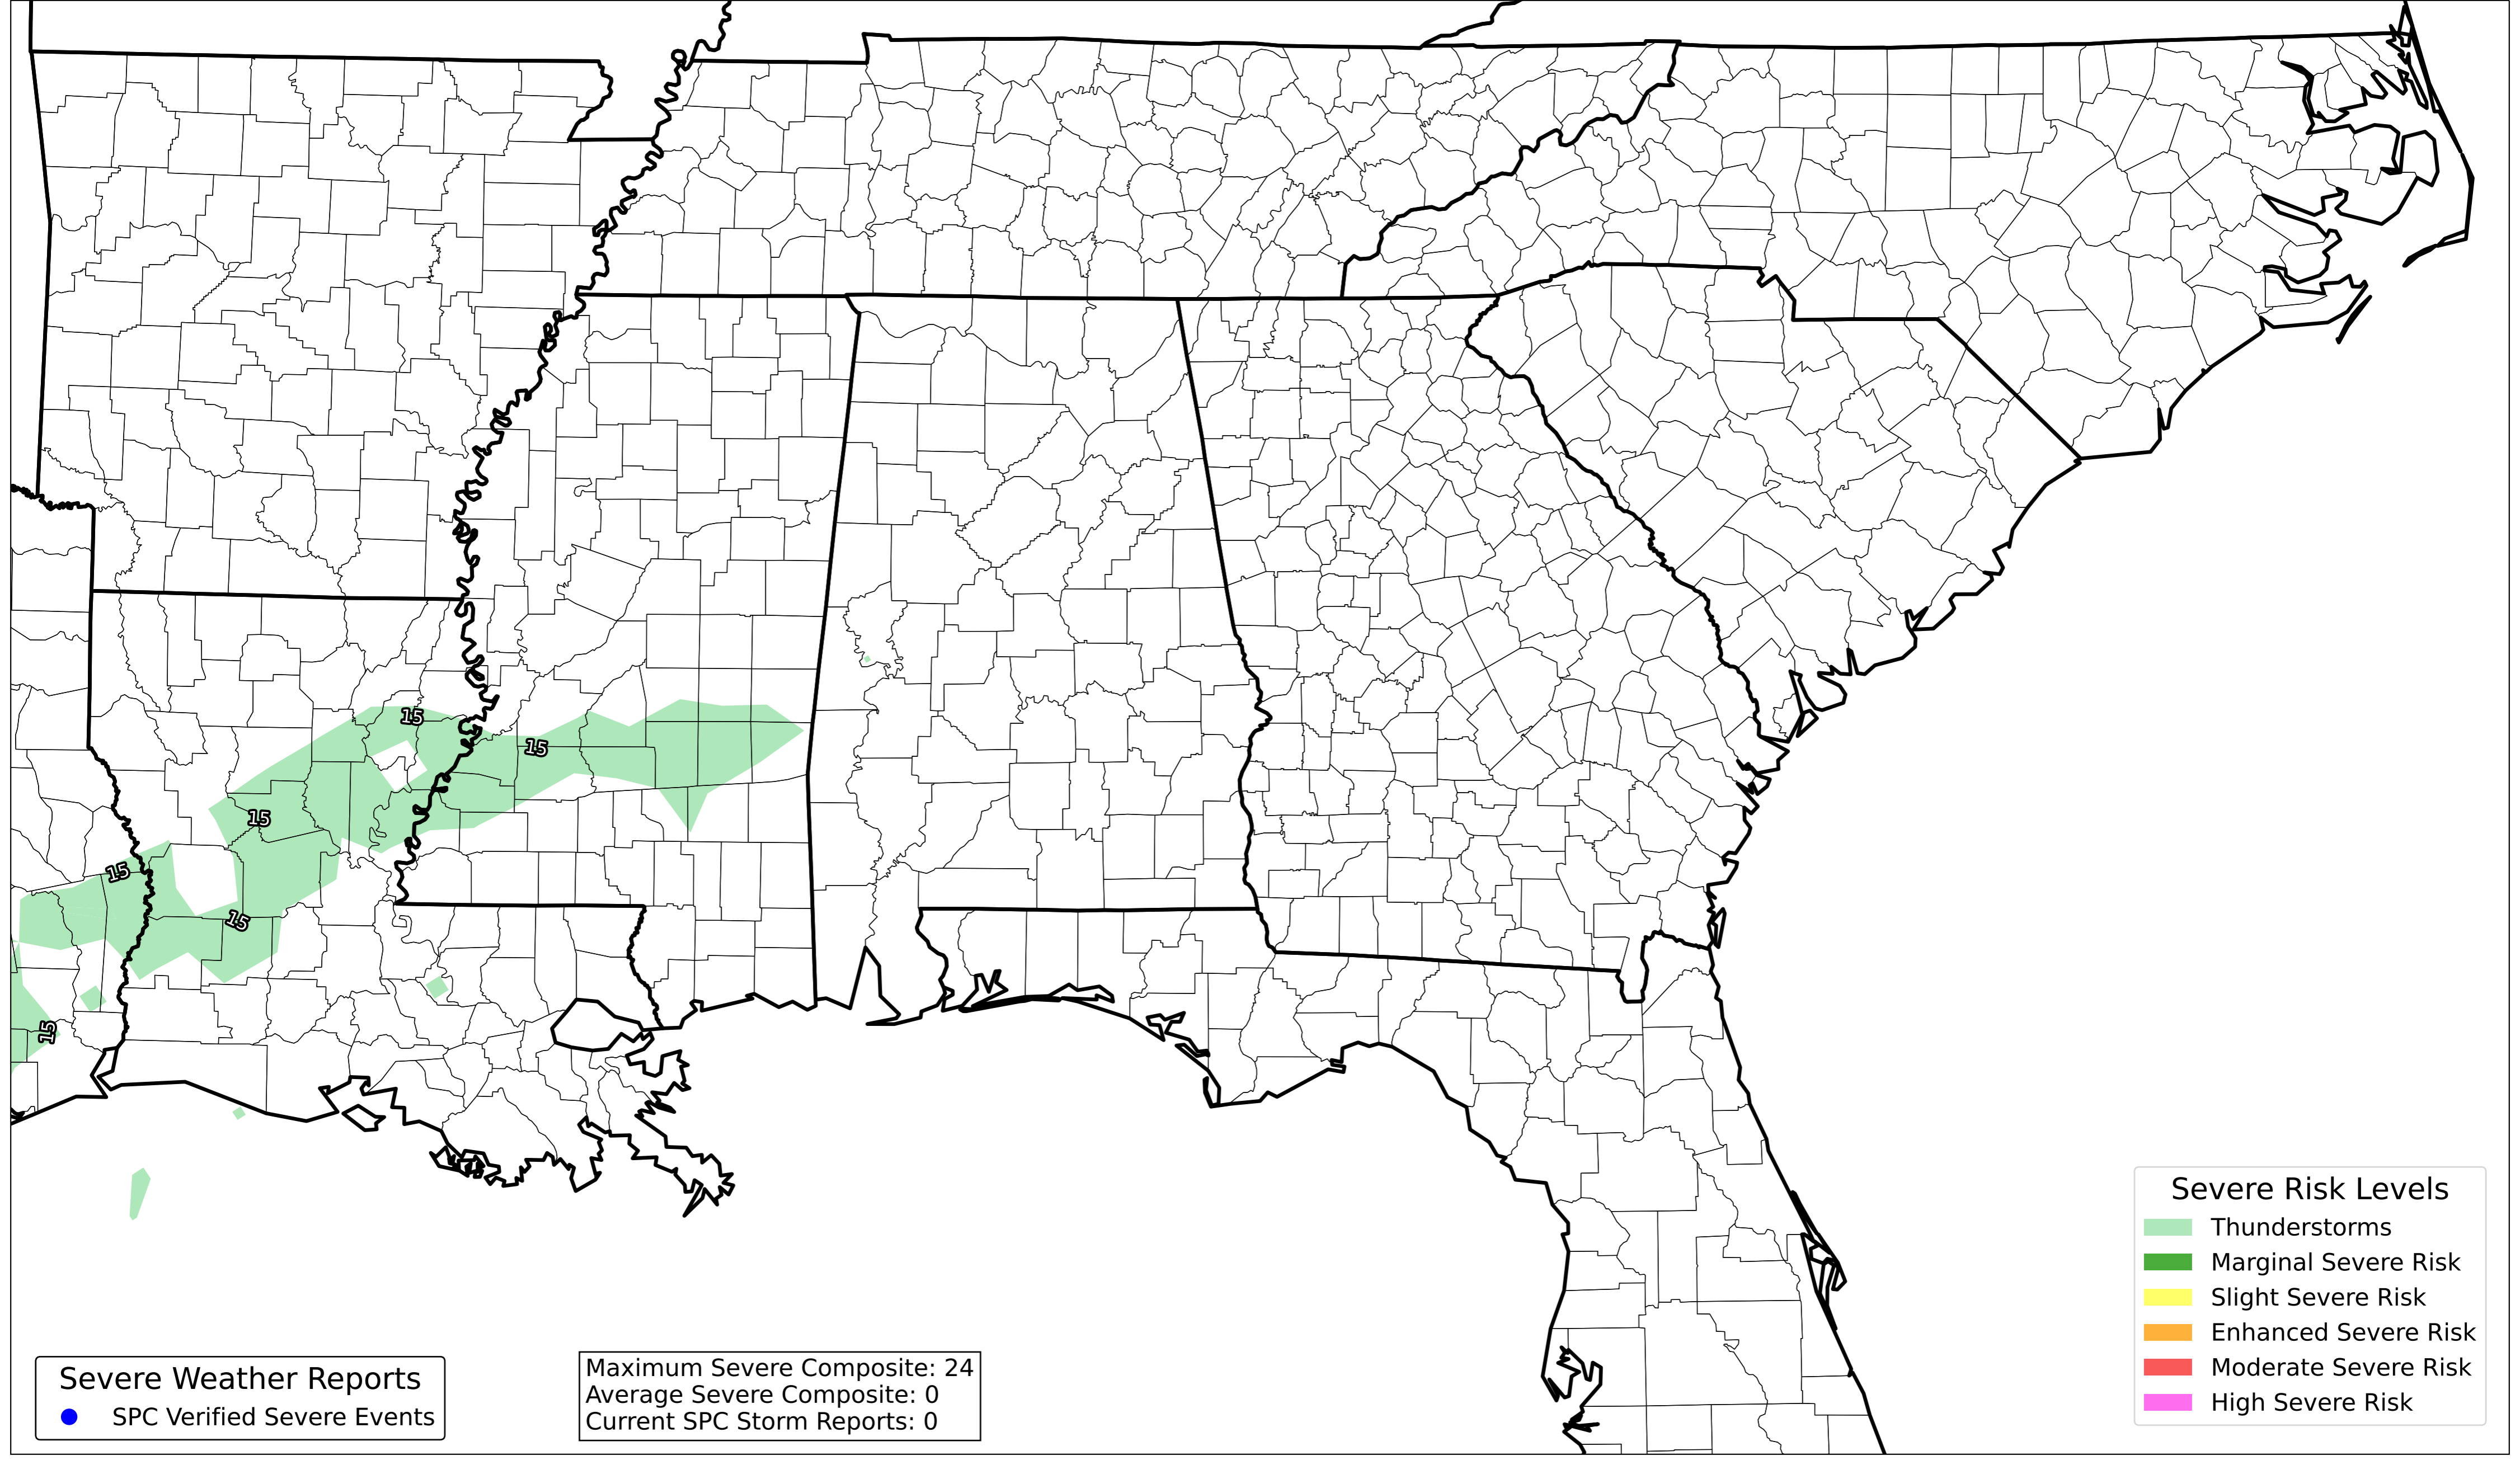 15
15
15
15
15
15
Severe Risk Levels
Thunderstorms
Marginal Severe Risk
Slight Severe Risk
Enhanced Severe Risk
Moderate Severe Risk
High Severe Risk
Severe Weather Reports
SPC Verified Severe Events
Maximum Severe Composite: 24
Average Severe Composite: 0
Current SPC Storm Reports: 0